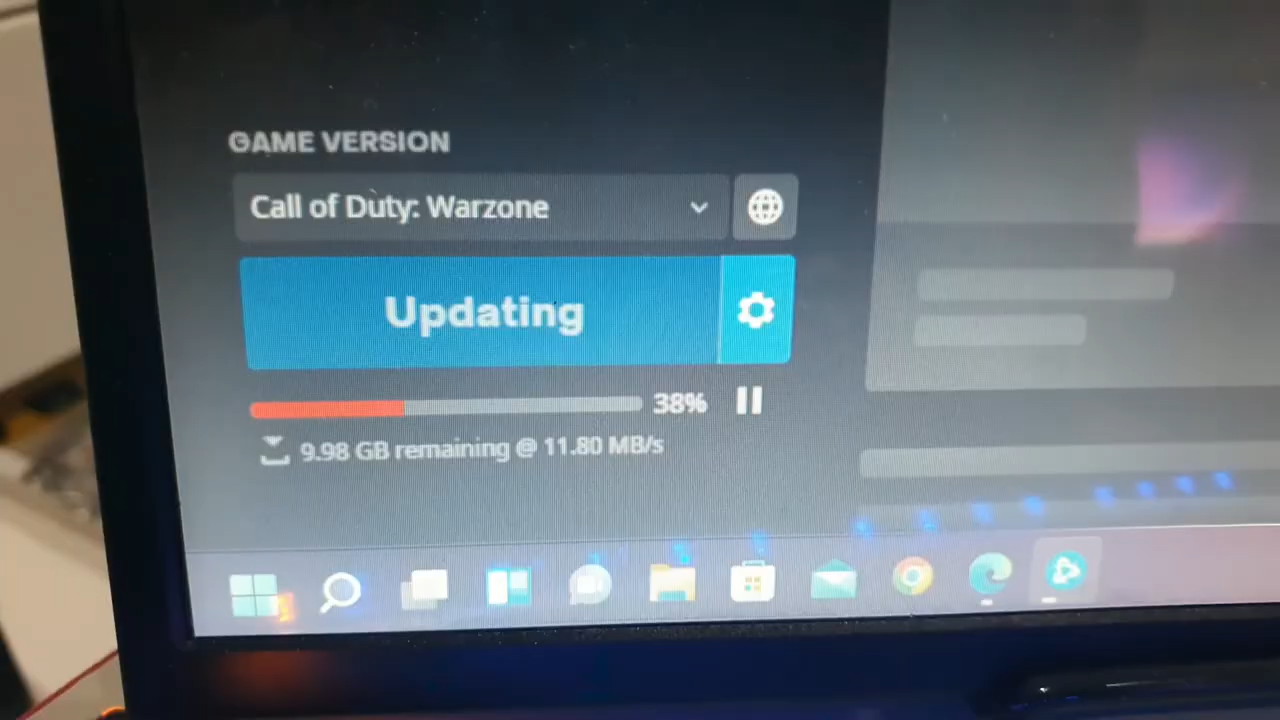 GAME VERSION
Call of Duty: Warzone
Updating
38%
9.98 GB remaining @ 11.80 MB/s